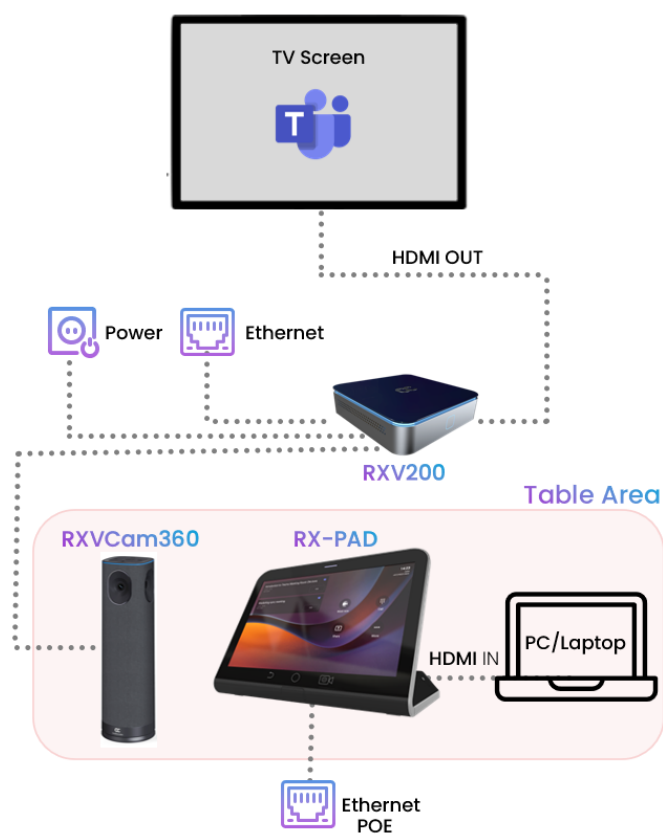 TV Screen
T
HDMI OUT
Power
Ethernet
RXV200
Table Area
RXVCam360
RX-PAD
PC/Laptop
HDMI IN
Ethernet
POE